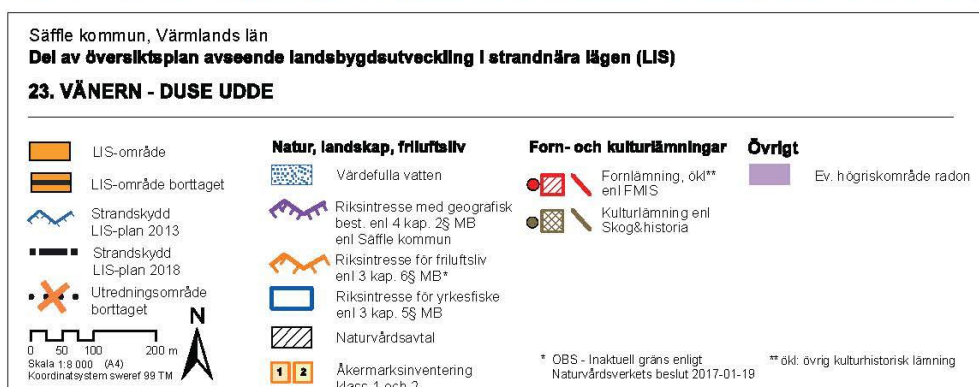 Säffle kommun, Värmlands län
Del av översiktsplan avseende landsbygdsutveckling i strandnära lägen (LIS)
23. VÄNERN - DUSE UDDE
LIS-område
LIS-område borttaget
Strandskydd
LIS-plan 2013
Strandskydd
LIS-plan 2018
Utredningsområde
borttaget
N
0 50 100 200 m
Skala 1:8 000 (A4)
Koordinatsystem sweref 99 TM
Natur, landskap, friluftsliv
Värdefulla vatten
Riksintresse med geografisk
best. enl 4 kap. 2§ MB
enl Säffle kommun
Riksintresse för friluftsliv
enl 3 kap. 6§ MB*
Riksintresse för yrkesfiske
enl 3 kap. 5§ MB
Naturvårdsavtal
1 2 Åkermarksinventering
klass 1 och 2
Forn- och kulturlämningar
Fornlämning, ökl**
enl FMIS
Kulturlämning enl
Skog&historia
Övrigt
Ev. högriskområde radon
* OBS - Inaktuell gräns enligt
Naturvårdsverkets beslut 2017-01-19
** ökl: övrig kulturhistorisk lämning